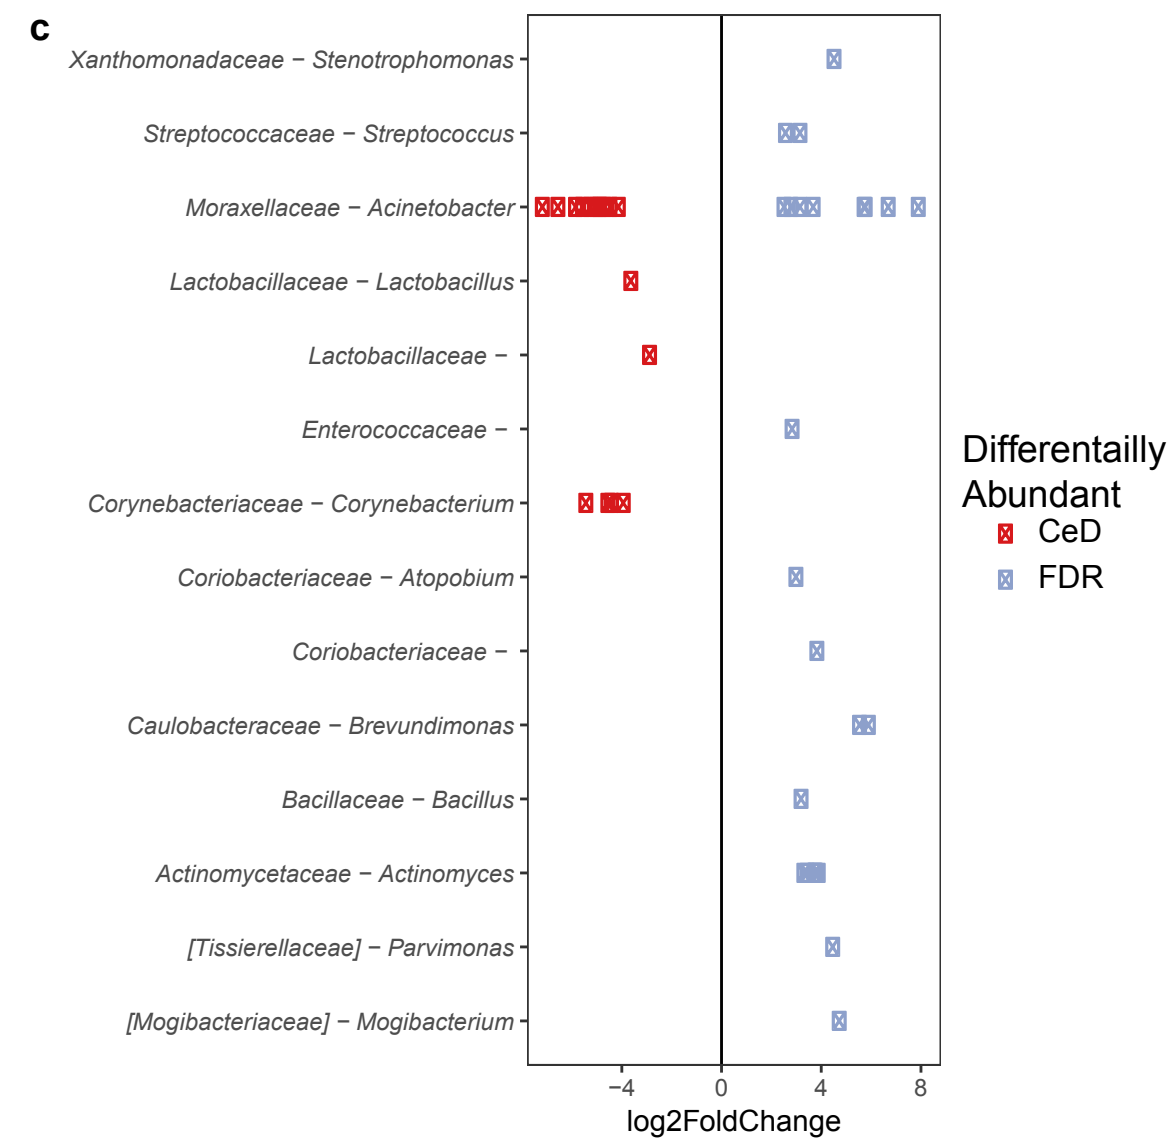 c
Xanthomonadaceae − Stenotrophomonas
Streptococcaceae − Streptococcus
Moraxellaceae − Acinetobacter
Lactobacillaceae − Lactobacillus
Lactobacillaceae −
Enterococcaceae −
Corynebacteriaceae − Corynebacterium
Coriobacteriaceae − Atopobium
Coriobacteriaceae −
Caulobacteraceae − Brevundimonas
Bacillaceae − Bacillus
Actinomycetaceae − Actinomyces
[Tissierellaceae] − Parvimonas
[Mogibacteriaceae] − Mogibacterium
−4 0 4 8
log2FoldChange
Differentailly
Abundant
CeD
FDR